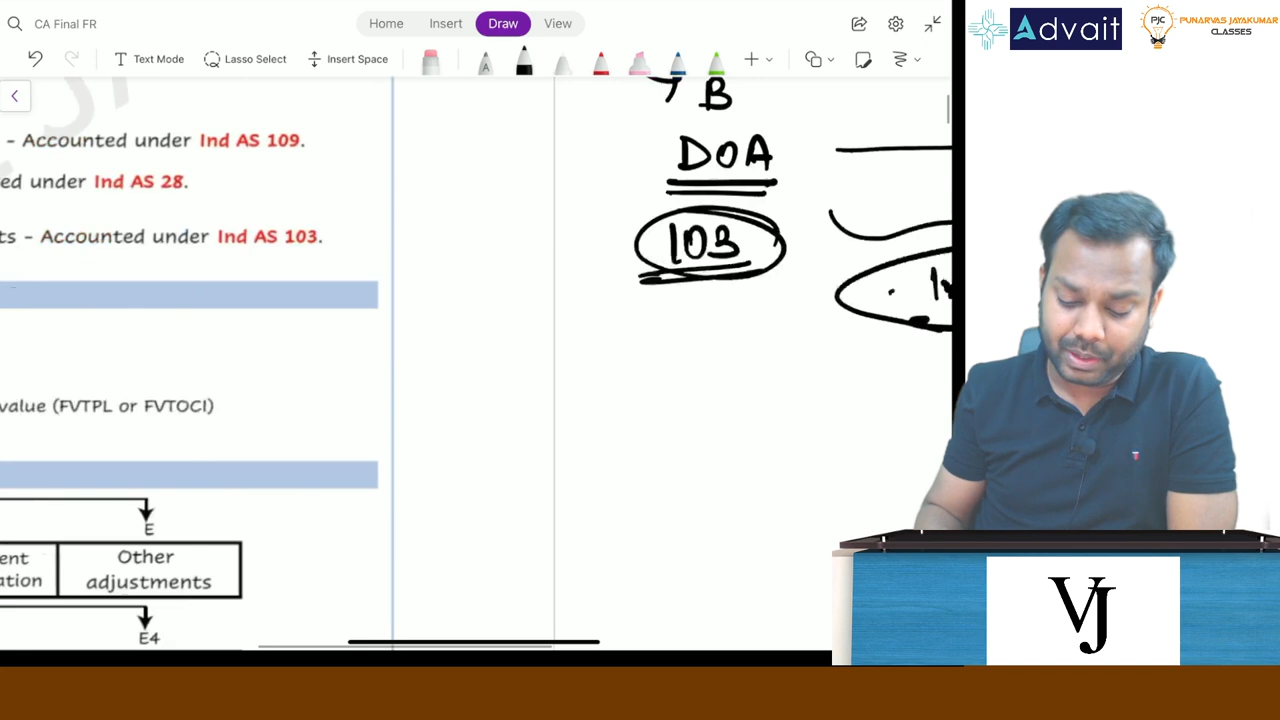 CA Final FR
Home Insert Draw View
Text Mode Lasso Select Insert Space
A
Advait
PJC
PUNARVAS JAYAKUMAR
CLASSES
- Accounted under Ind AS 109.
ed under Ind AS 28.
ts - Accounted under Ind AS 103.
value (FVTPL or FVTOCI)
E
ent
ation
Other
adjustments
E4
B
DOA
103
VJ